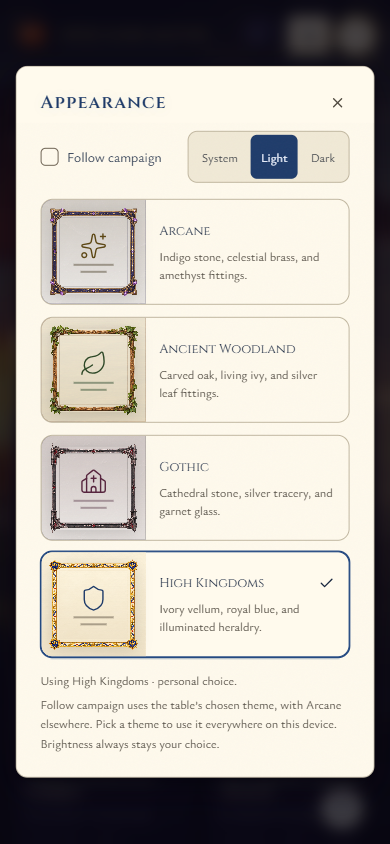 Appearance
Follow campaign
System Light Dark
Arcane
Indigo stone, celestial brass, and
amethyst fittings.
Ancient Woodland
Carved oak, living ivy, and silver
leaf fittings.
Gothic
Cathedral stone, silver tracery, and
garnet glass.
High Kingdoms
Ivory vellum, royal blue, and
illuminated heraldry.
Using High Kingdoms · personal choice.
Follow campaign uses the table's chosen theme, with Arcane
elsewhere. Pick a theme to use it everywhere on this device.
Brightness always stays your choice.